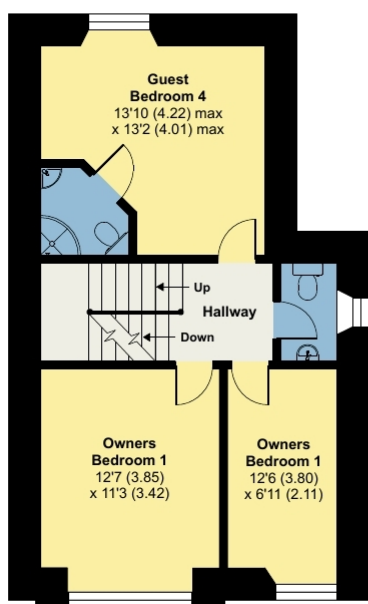 Guest
Bedroom 4
13'10 (4.22) max
x 13'2 (4.01) max
Up
Hallway
Down
Owners
Bedroom 1
12'7 (3.85)
x 11'3 (3.42)
Owners
Bedroom 1
12'6 (3.80)
x 6'11 (2.11)